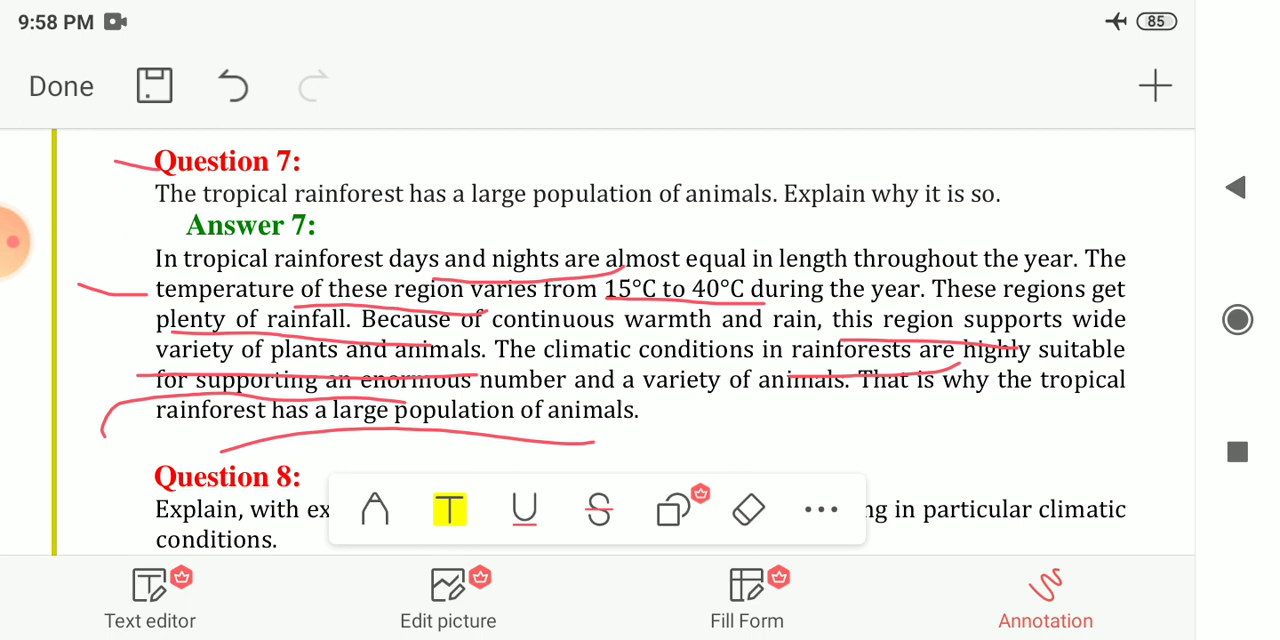 9:58 PM
85
Done
Question 7:
The tropical rainforest has a large population of animals. Explain why it is so.
Answer 7:
In tropical rainforest days and nights are almost equal in length throughout the year. The
temperature of these region varies from 15°C to 40°C during the year. These regions get
plenty of rainfall. Because of continuous warmth and rain, this region supports wide
variety of plants and animals. The climatic conditions in rainforests are highly suitable
for supporting an enormous number and a variety of animals. That is why the tropical
rainforest has a large population of animals.
Question 8:
Explain, with ex ng in particular climatic
conditions.
T U S
Text editor
Edit picture
Fill Form
Annotation